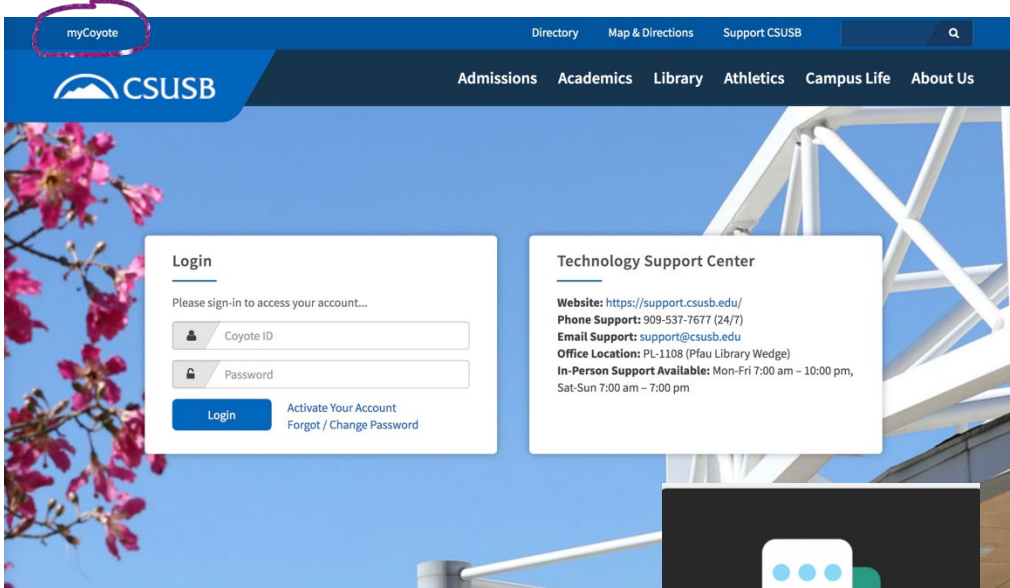 myCoyote
Directory Map & Directions Support CSUSB
CSUSB
Admissions Academics Library Athletics Campus Life About Us
Login
Please sign-in to access your account...
Coyote ID
Password
Login
Activate Your Account
Forgot / Change Password
Technology Support Center
Website: https://support.csusb.edu/
Phone Support: 909-537-7677 (24/7)
Email Support: support@csusb.edu
Office Location: PL-1108 (Pfau Library Wedge)
In-Person Support Available: Mon-Fri 7:00 am – 10:00 pm,
Sat-Sun 7:00 am – 7:00 pm